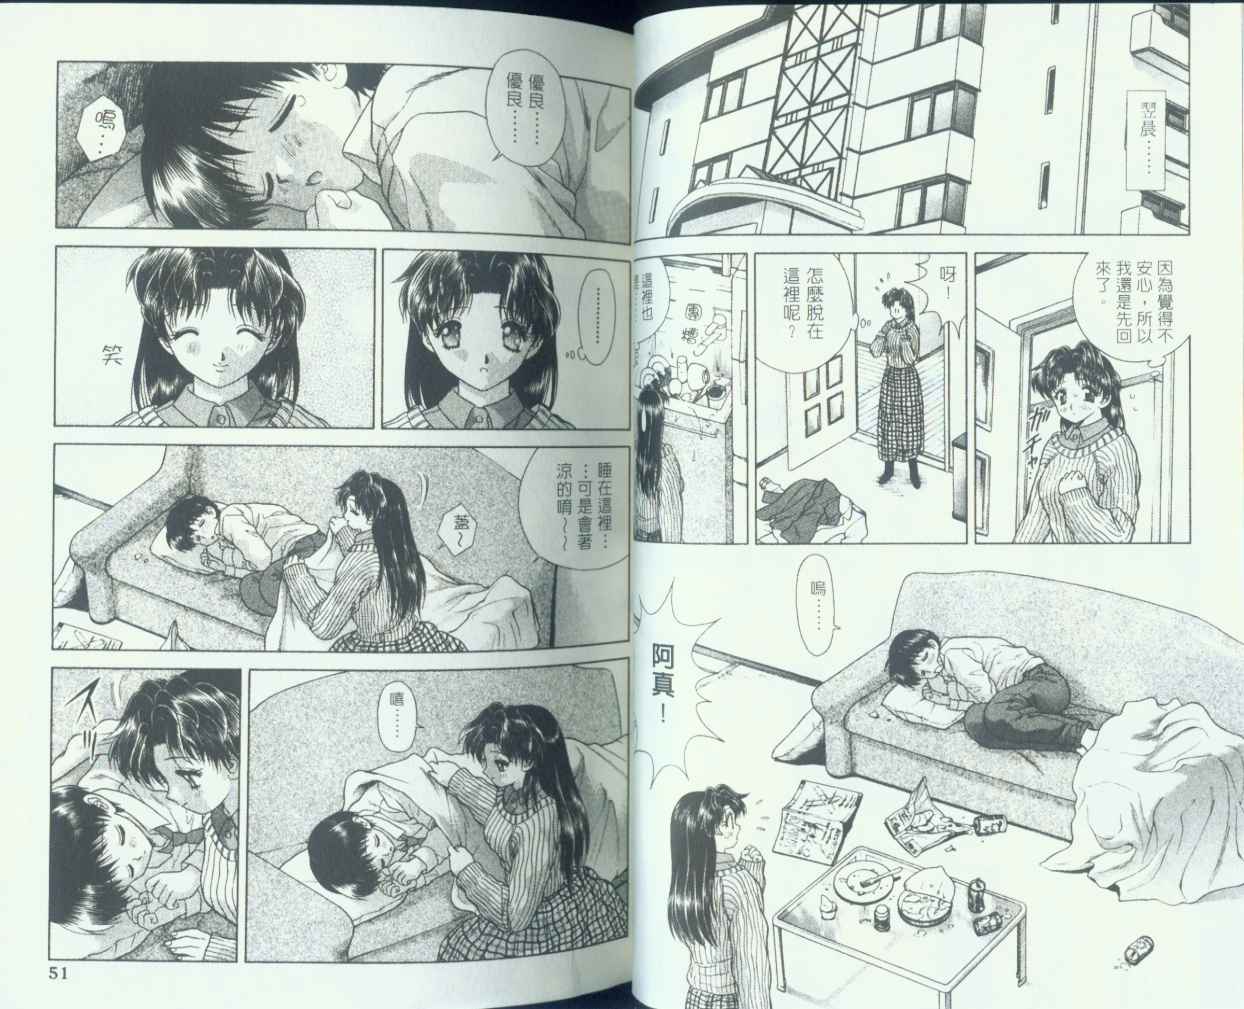 翌晨……
因為覺得不
安心，所以
我還是先回
來了。
ガチャ
呀！
怎麼脫在
這裡呢？
這裡也
團
糟
嗚……
阿真！
優良……
優良……
嗚…
…………
笑
睡在這裡…
…可是會著
涼的唷～～
蓋～
嘻……
51